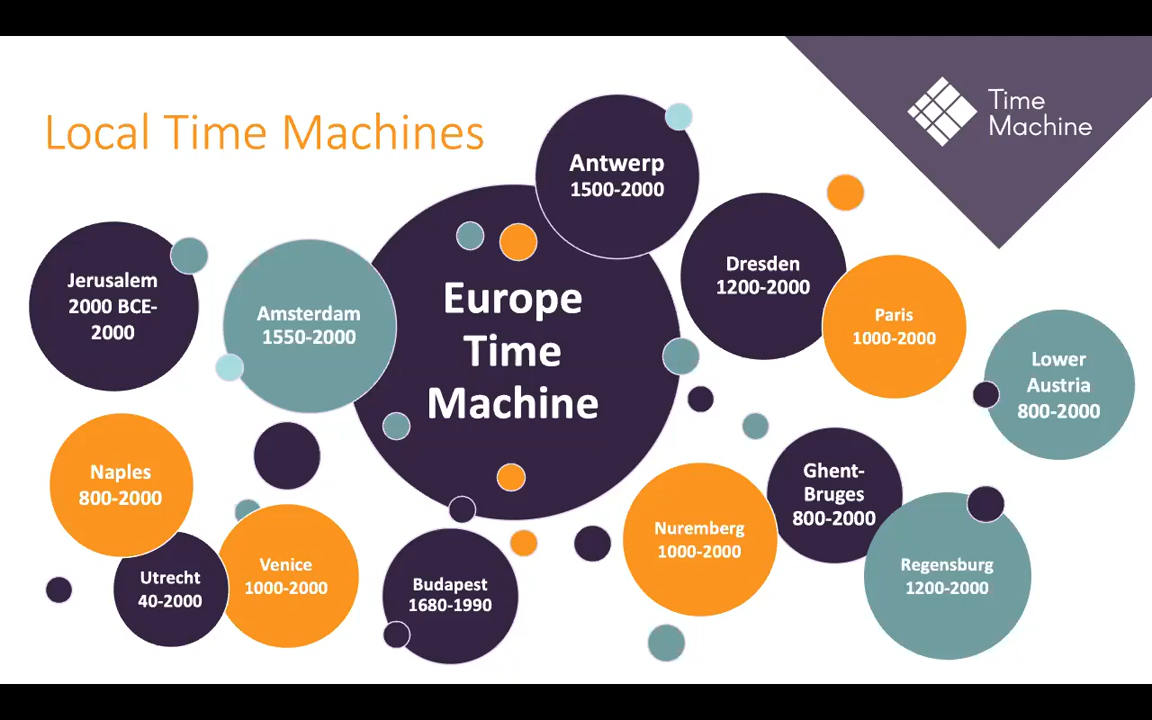 Local Time Machines
Time
Machine
Antwerp
1500-2000
Jerusalem
2000 BCE-
2000
Amsterdam
1550-2000
Europe
Time
Machine
Dresden
1200-2000
Paris
1000-2000
Lower
Austria
800-2000
Naples
800-2000
Utrecht
40-2000
Venice
1000-2000
Budapest
1680-1990
Nuremberg
1000-2000
Ghent-
Bruges
800-2000
Regensburg
1200-2000